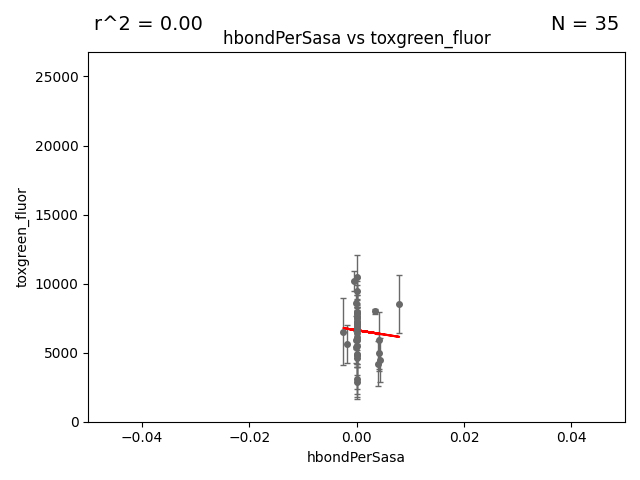 r^2 = 0.00
N = 35
hbondPerSasa vs toxgreen_fluor
25000
20000
15000
10000
5000
0
toxgreen_fluor
−0.04
−0.02
0.00
0.02
0.04
hbondPerSasa